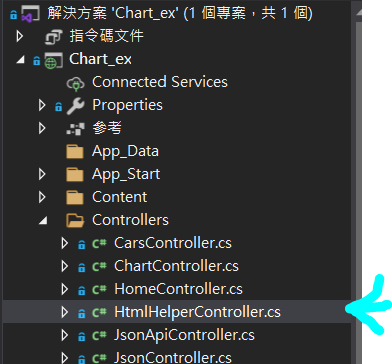 解決方案 'Chart_ex' (1 個專案，共 1 個)
指令碼文件
Chart_ex
Connected Services
Properties
參考
App_Data
App_Start
Content
Controllers
C# CarsController.cs
C# ChartController.cs
C# HomeController.cs
C# HtmlHelperController.cs
C# JsonApiController.cs
C# JsonController.cs